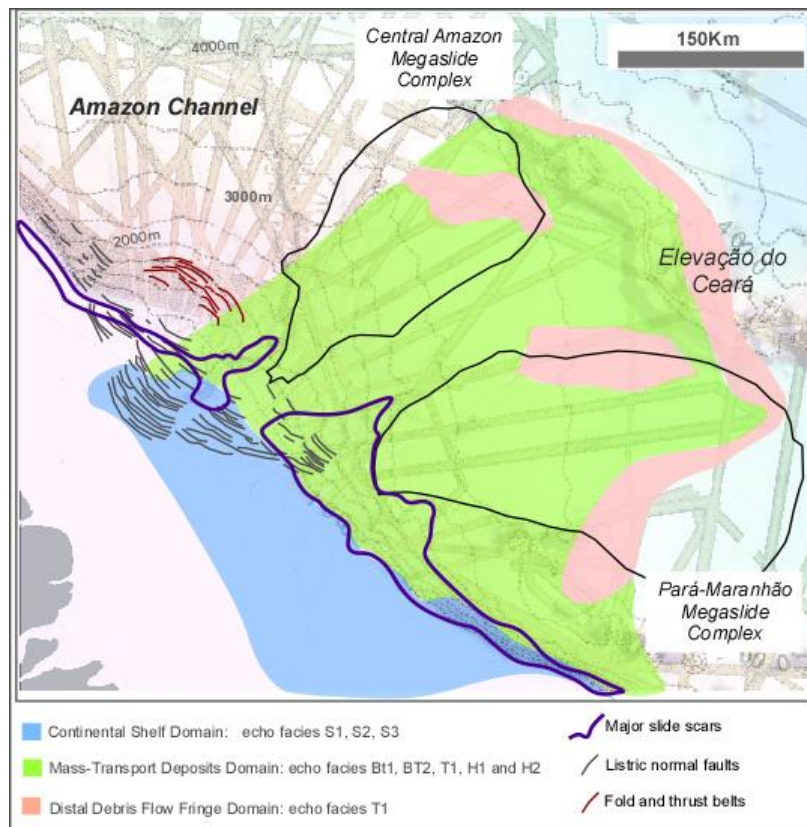 4000m
Central Amazon
Megaslide
Complex
150Km
Amazon Channel
3000m
2000m
Elevação do
Ceará
Pará-Maranhão
Megaslide
Complex
Continental Shelf Domain: echo facies S1, S2, S3
Major slide scars
Mass-Transport Deposits Domain: echo facies Bt1, BT2, T1, H1 and H2
Listric normal faults
Distal Debris Flow Fringe Domain: echo facies T1
Fold and thrust belts